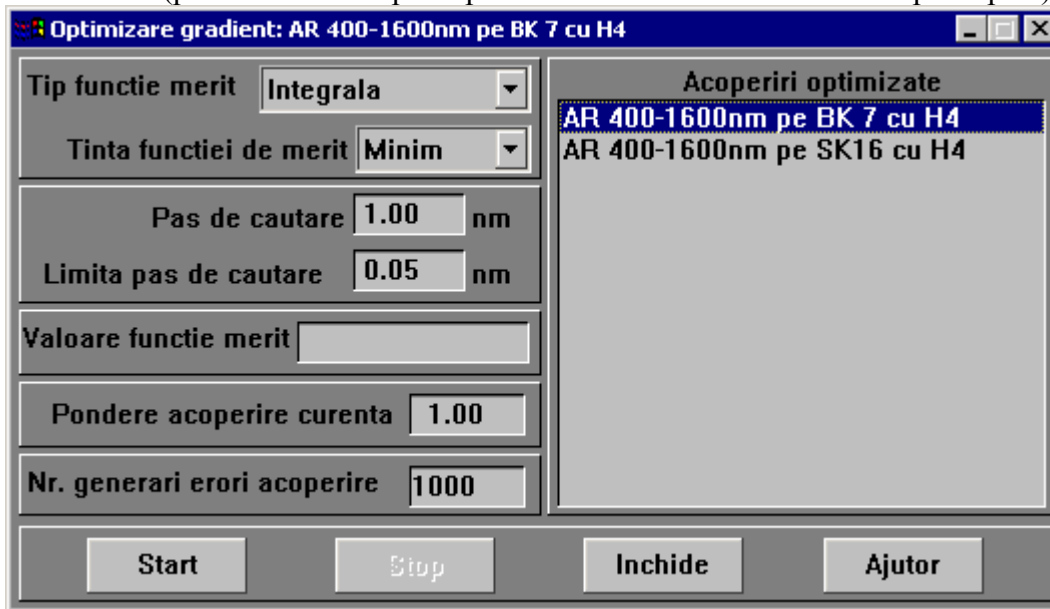 Optimizare gradient: AR 400-1600nm pe BK 7 cu H4
Tip functie merit Integrala
Tinta functiei de merit Minim
Pas de cautare 1.00 nm
Limita pas de cautare 0.05 nm
Valoare functie merit
Pondere acoperire curenta 1.00
Nr. generari erori acoperire 1000
Acoperiri optimizate
AR 400-1600nm pe BK 7 cu H4
AR 400-1600nm pe SK16 cu H4
Start Stop Inchide Ajutor